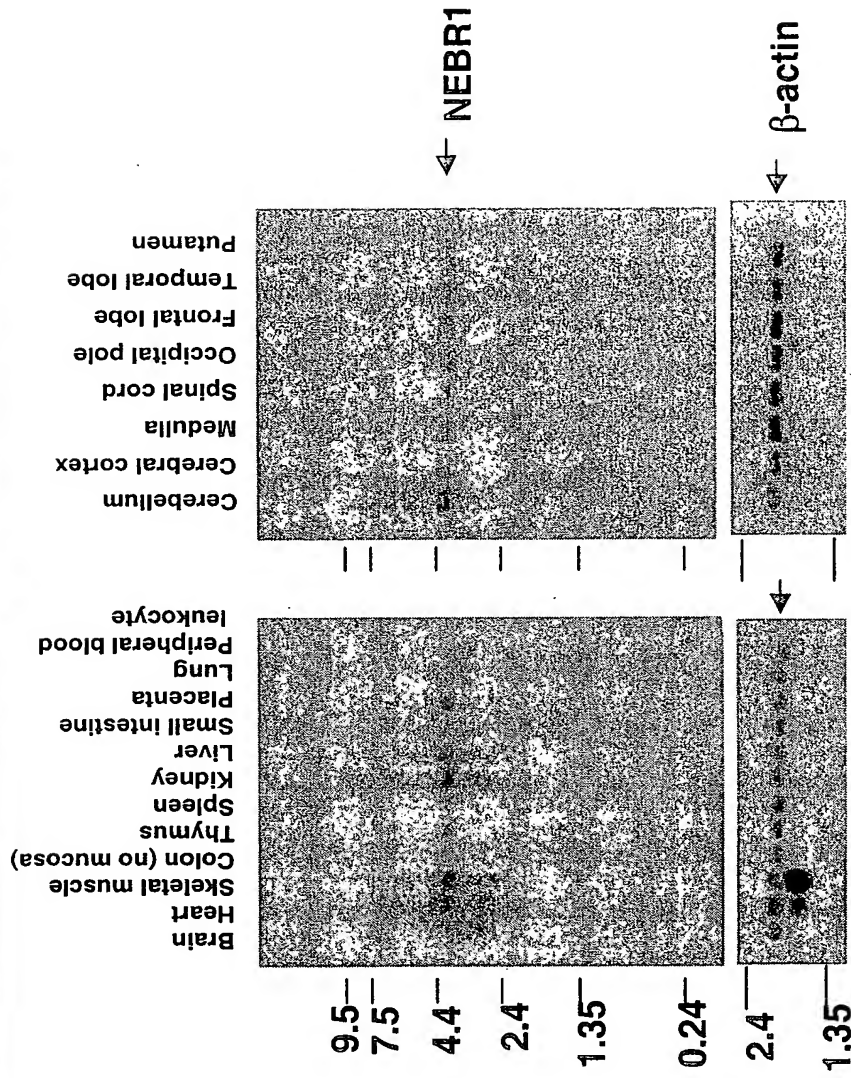 Brain
Heart
Skeletal muscle
Colon (no mucosa)
Thymus
Spleen
Kidney
Liver
Small intestine
Placenta
Lung
Peripheral blood
leukocyte
Cerebellum
Cerebral cortex
Medulla
Spinal cord
Occipital pole
Frontal lobe
Temporal lobe
Putamen
9.5
7.5
4.4
2.4
1.35
0.24
NEBR1
2.4
1.35
β-actin